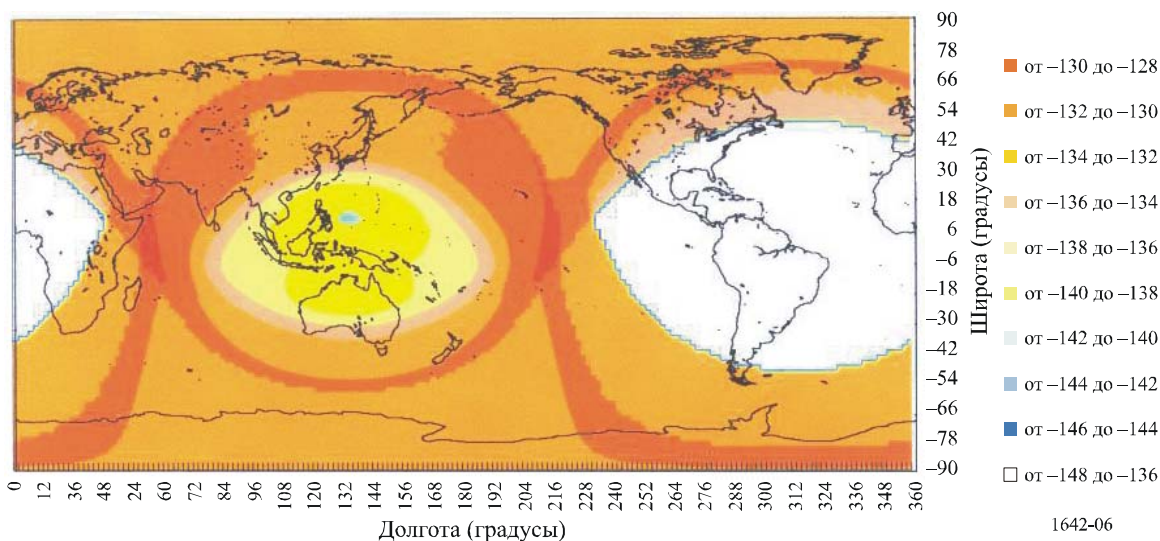 90
78
66
54
42
30
18
6
–6
–18
–30
–42
–54
–66
–78
–90
Широта (градусы)
0 12 24 36 48 60 72 84 96 108 120 132 144 156 168 180 192 204 216 228 240 252 264 276 288 300 312 324 336 348 360
Долгота (градусы)
от –130 до –128
от –132 до –130
от –134 до –132
от –136 до –134
от –138 до –136
от –140 до –138
от –142 до –140
от –144 до –142
от –146 до –144
от –148 до –136
1642-06